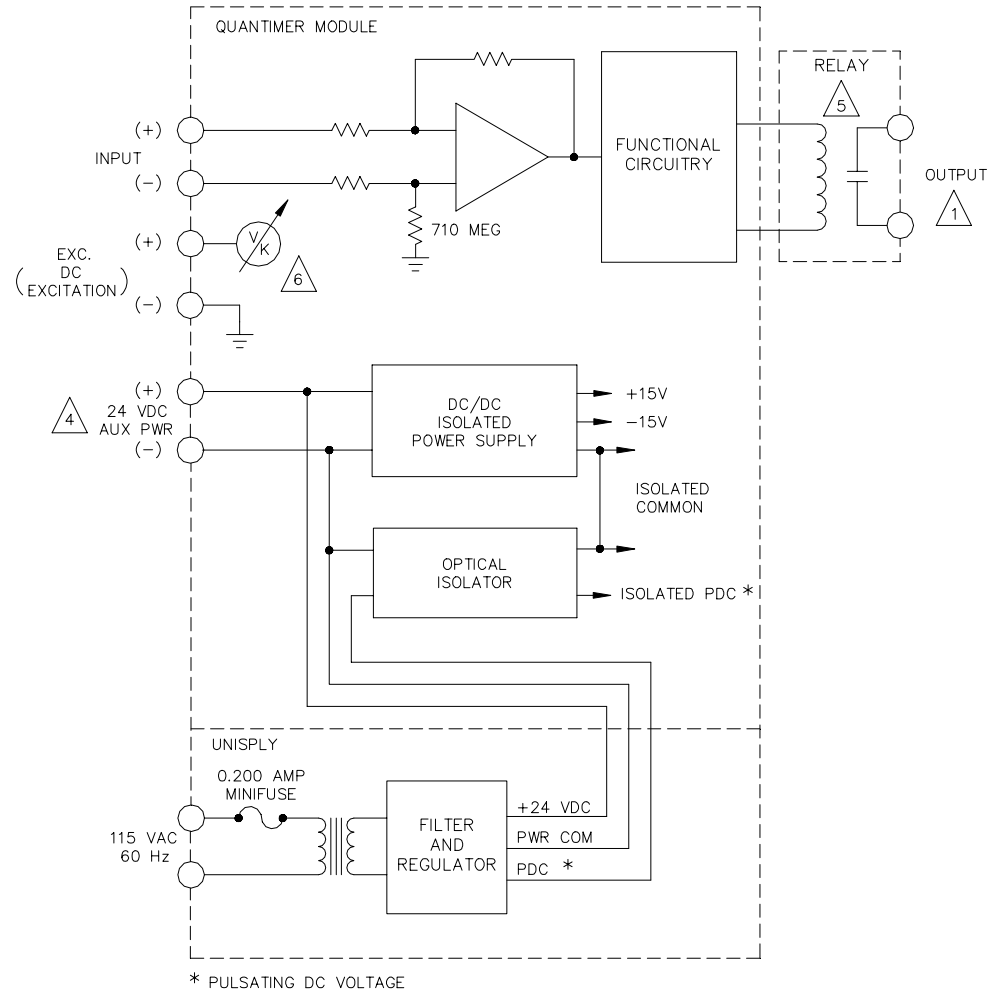 QUANTIMER MODULE
RELAY
5
(+)
INPUT
(-)
FUNCTIONAL
CIRCUITRY
OUTPUT
1
710 MEG
(+)
V/K
6
EXC.
DC
(EXCITATION)
(-)
(+)
4
24 VDC
AUX PWR
(-)
DC/DC
ISOLATED
POWER SUPPLY
+15V
-15V
ISOLATED
COMMON
OPTICAL
ISOLATOR
ISOLATED PDC *
UNISPLY
0.200 AMP
MINIFUSE
115 VAC
60 Hz
FILTER
AND
REGULATOR
+24 VDC
PWR COM
PDC *
* PULSATING DC VOLTAGE